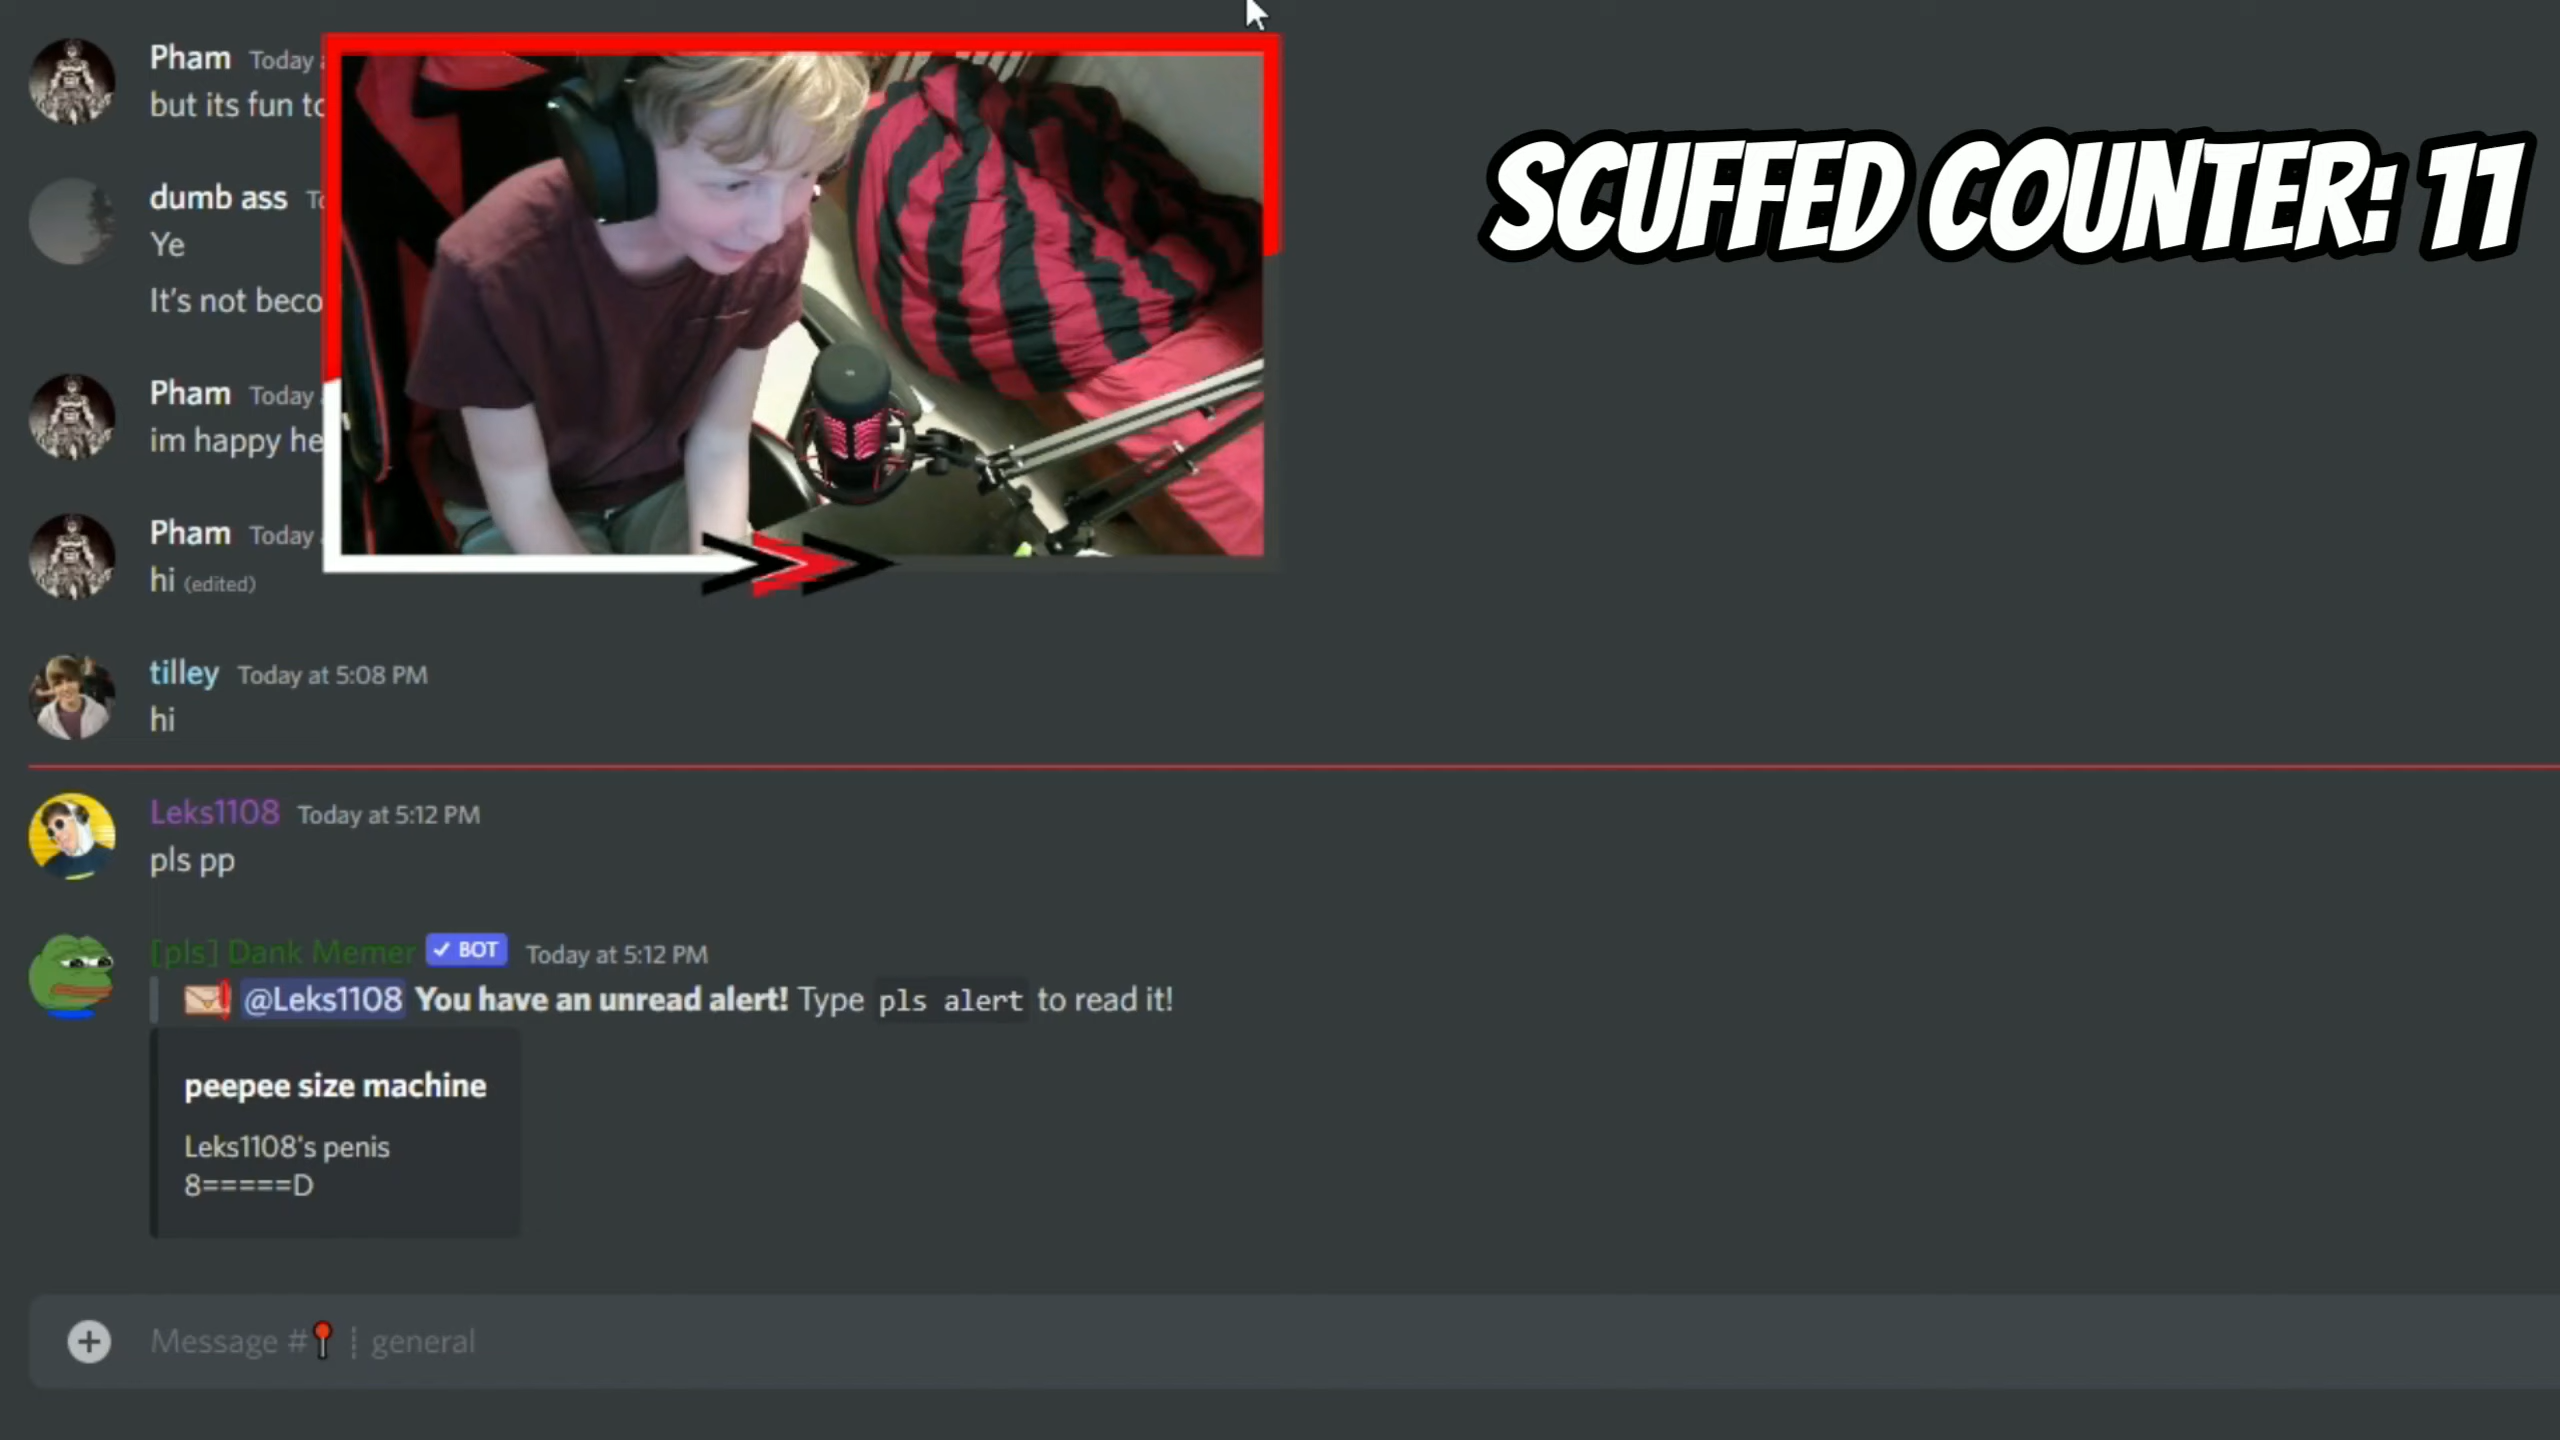 Pham Today
but its fun to
dumb ass
Ye
It's not beco
Pham Today
im happy he
Pham Today
hi (edited)
tilley Today at 5:08 PM
hi
Leks1108 Today at 5:12 PM
pls pp
[pls] Dank Memer ✓ BOT Today at 5:12 PM
@Leks1108 You have an unread alert! Type pls alert to read it!
peepee size machine
Leks1108's penis
8=====D
Message # general
SCUFFED COUNTER: 11